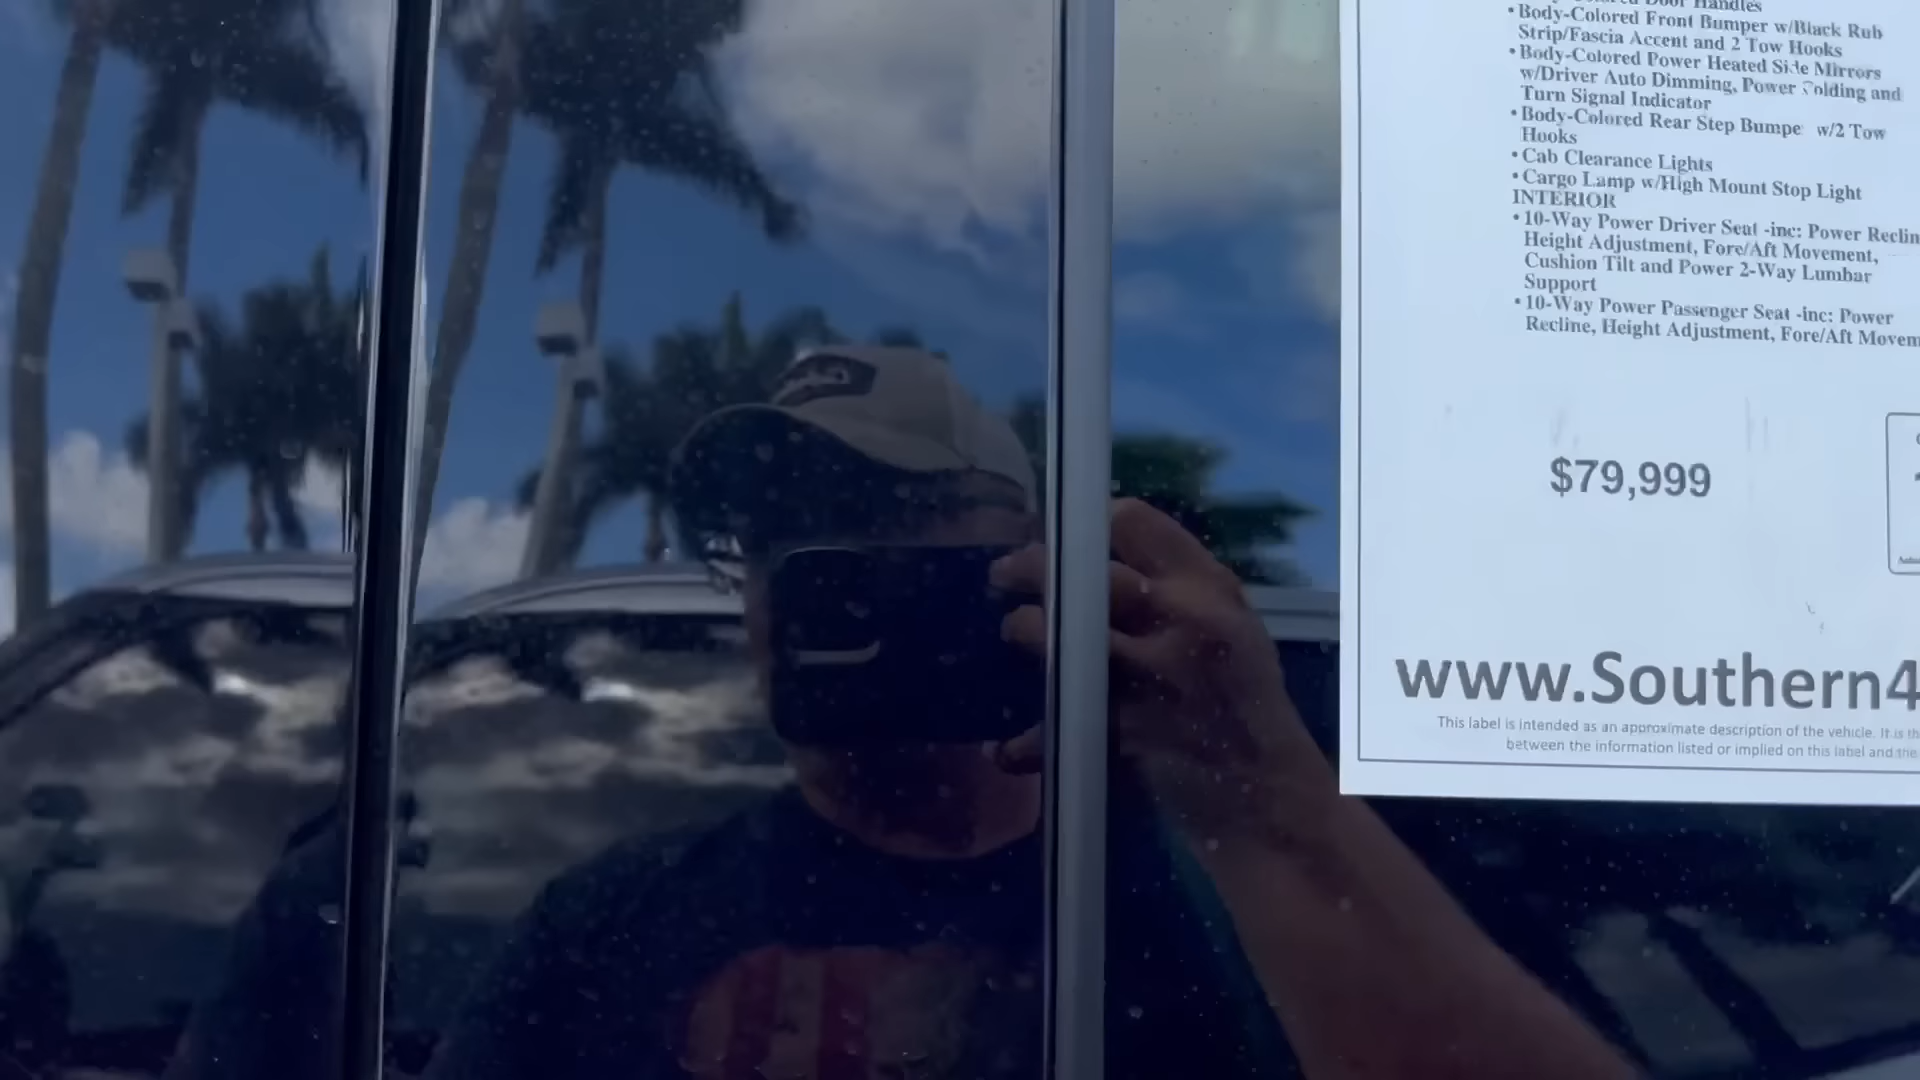 Door Handles
• Body-Colored Front Bumper w/Black Rub
Strip/Fascia Accent and 2 Tow Hooks
• Body-Colored Power Heated Side Mirrors
w/Driver Auto Dimming, Power Folding and
Turn Signal Indicator
• Body-Colored Rear Step Bumpe w/2 Tow
Hooks
• Cab Clearance Lights
• Cargo Lamp w/High Mount Stop Light
INTERIOR
• 10-Way Power Driver Seat -inc: Power Reclin
Height Adjustment, Fore/Aft Movement,
Cushion Tilt and Power 2-Way Lumbar
Support
• 10-Way Power Passenger Seat -inc: Power
Recline, Height Adjustment, Fore/Aft Movem
$79,999
www.Southern4
This label is intended as an approximate description of the vehicle. It is th
between the information listed or implied on this label and the